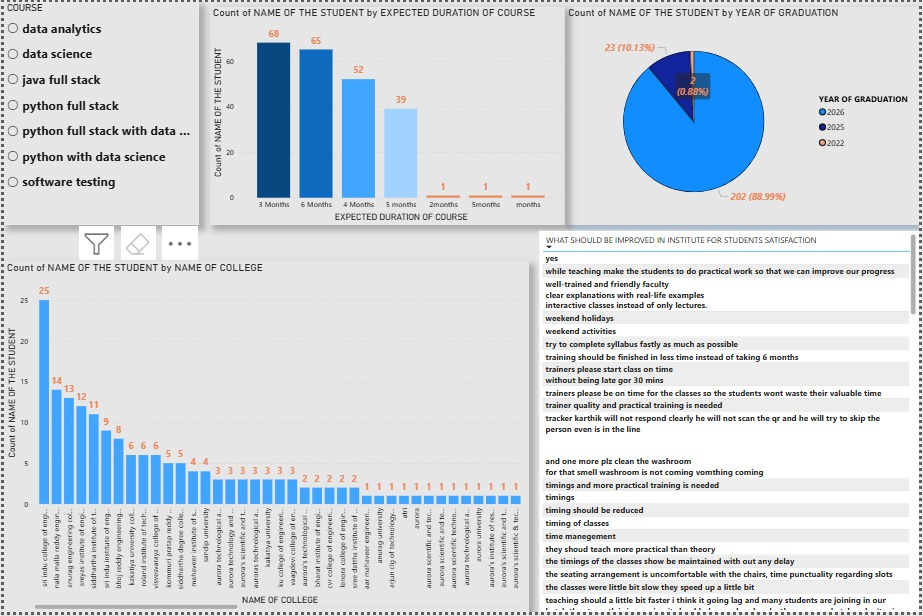 COURSE
data analytics
data science
java full stack
python full stack
python full stack with data ...
python with data science
software testing
Count of NAME OF THE STUDENT by EXPECTED DURATION OF COURSE
Count of NAME OF THE STUDENT
60
40
20
0
68
65
52
39
1
1
1
3 Months
6 Months
4 Months
5 months
2months
5months
months
EXPECTED DURATION OF COURSE
Count of NAME OF THE STUDENT by YEAR OF GRADUATION
23 (10.13%)
2
(0.88%)
202 (88.99%)
YEAR OF GRADUATION
2026
2025
2022
Count of NAME OF THE STUDENT by NAME OF COLLEGE
Count of NAME OF THE STUDENT
25
20
15
10
5
0
25
14
13
12
11
9
8
6
6
6
5
5
4
4
3
3
3
3
3
3
3
2
2
2
2
2
1
1
1
1
1
1
1
1
1
1
1
1
1
sri indu college of engi...
malla reddy engin...
anurag engineering col...
sreyas institute of eng...
siddhartha institute of t...
sri indu institute of eng...
bhoj reddy engineering...
kakatiya university coll...
roland institute of tech...
visvesvaraya college of ...
kommuri pratap reddy ...
siddhartha degree colle...
mahaveer institute of s...
sandip university
aurora technological a...
aurora technology and ...
aurora's scientific and t...
auroras technological a...
kakatiya university
ku college of engineeri...
vaagdevi college of en...
aurora's technological ...
bharat institute of engi...
cvr college of engineeri...
teegala krishna college of engin...
sree dattha institute of ...
aar mahaveer engineeri...
anurag university
arjun clg of technology...
atri
aurora
aurora scientific and tec...
aurora scientific and te...
aurora scientific techno...
aurora technological a...
aurora university
aurora's institute of res...
aurora's scientific and t...
aurora's scientific & tec...
NAME OF COLLEGE
WHAT SHOULD BE IMPROVED IN INSTITUTE FOR STUDENTS SATISFACTION
yes
while teaching make the students to do practical work so that we can improve our progress
well-trained and friendly faculty
clear explanations with real-life examples
interactive classes instead of only lectures.
weekend holidays
weekend activities
try to complete syllabus fastly as much as possible
training should be finished in less time instead of taking 6 months
trainers please start class on time
without being late gor 30 mins
trainers please be on time for the classes so the students wont waste their valuable time
trainer quality and practical training is needed
tracker karthik will not respond clearly he will not scan the qr and he will try to skip the
person even is in the line
and one more plz clean the washroom
for that smell washroom is not coming vomthing coming
timings and more practical training is needed
timings
timing should be reduced
timing of classes
time manegement
they shoud teach more practical than theory
the timings of the classes show be maintained with out any delay
the seating arrangement is uncomfortable with the chairs, time punctuality regarding slots
the classes were little bit slow they speed up a little bit
teaching should a little bit faster i think it going lag and many students are joining in our